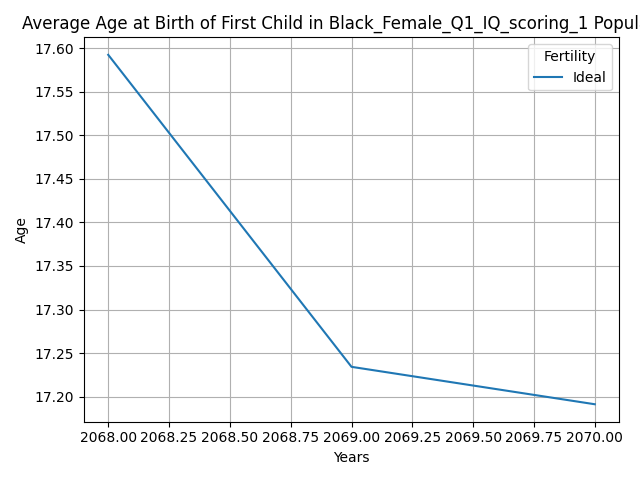 Average Age at Birth of First Child in Black_Female_Q1_IQ_scoring_1 Popul
17.60
17.55
17.50
17.45
17.40
17.35
17.30
17.25
17.20
Age
Fertility
Ideal
2068.00 2068.25 2068.50 2068.75 2069.00 2069.25 2069.50 2069.75 2070.00
Years